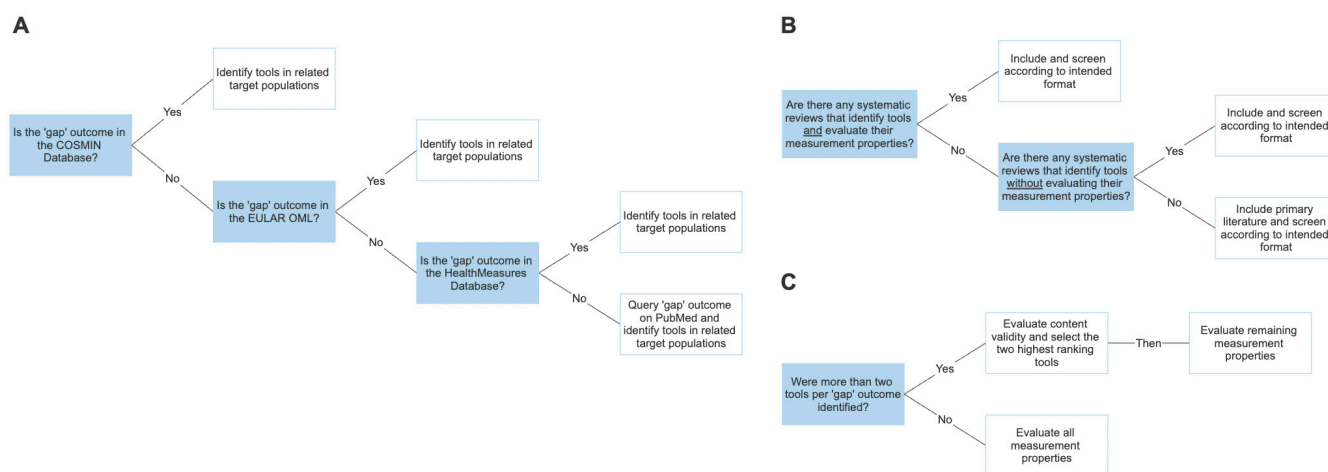 A
Identify tools in related
target populations
Yes
Is the 'gap' outcome in
the COSMIN
Database?
No
Identify tools in related
target populations
Yes
Is the 'gap' outcome in
the EULAR OML?
No
Identify tools in related
target populations
Yes
Is the 'gap' outcome in
the HealthMeasures
Database?
No
Query 'gap' outcome
on PubMed and
identify tools in related
target populations
B
Include and screen
according to intended
format
Yes
Are there any systematic
reviews that identify tools
and evaluate their
measurement properties?
No
Include and screen
according to intended
format
Yes
Are there any systematic
reviews that identify tools
without evaluating their
measurement properties?
No
Include primary
literature and screen
according to intended
format
C
Evaluate content
validity and select the
two highest ranking
tools
Then
Evaluate remaining
measurement
properties
Yes
Were more than two
tools per 'gap' outcome
identified?
No
Evaluate all
measurement
properties